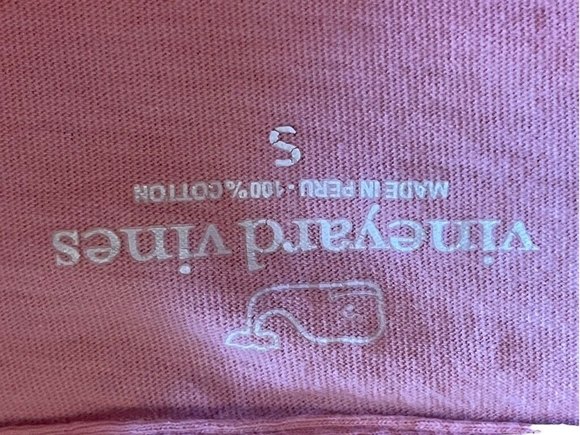 vineyard vines
MADE IN PERU • 100% COTTON
S